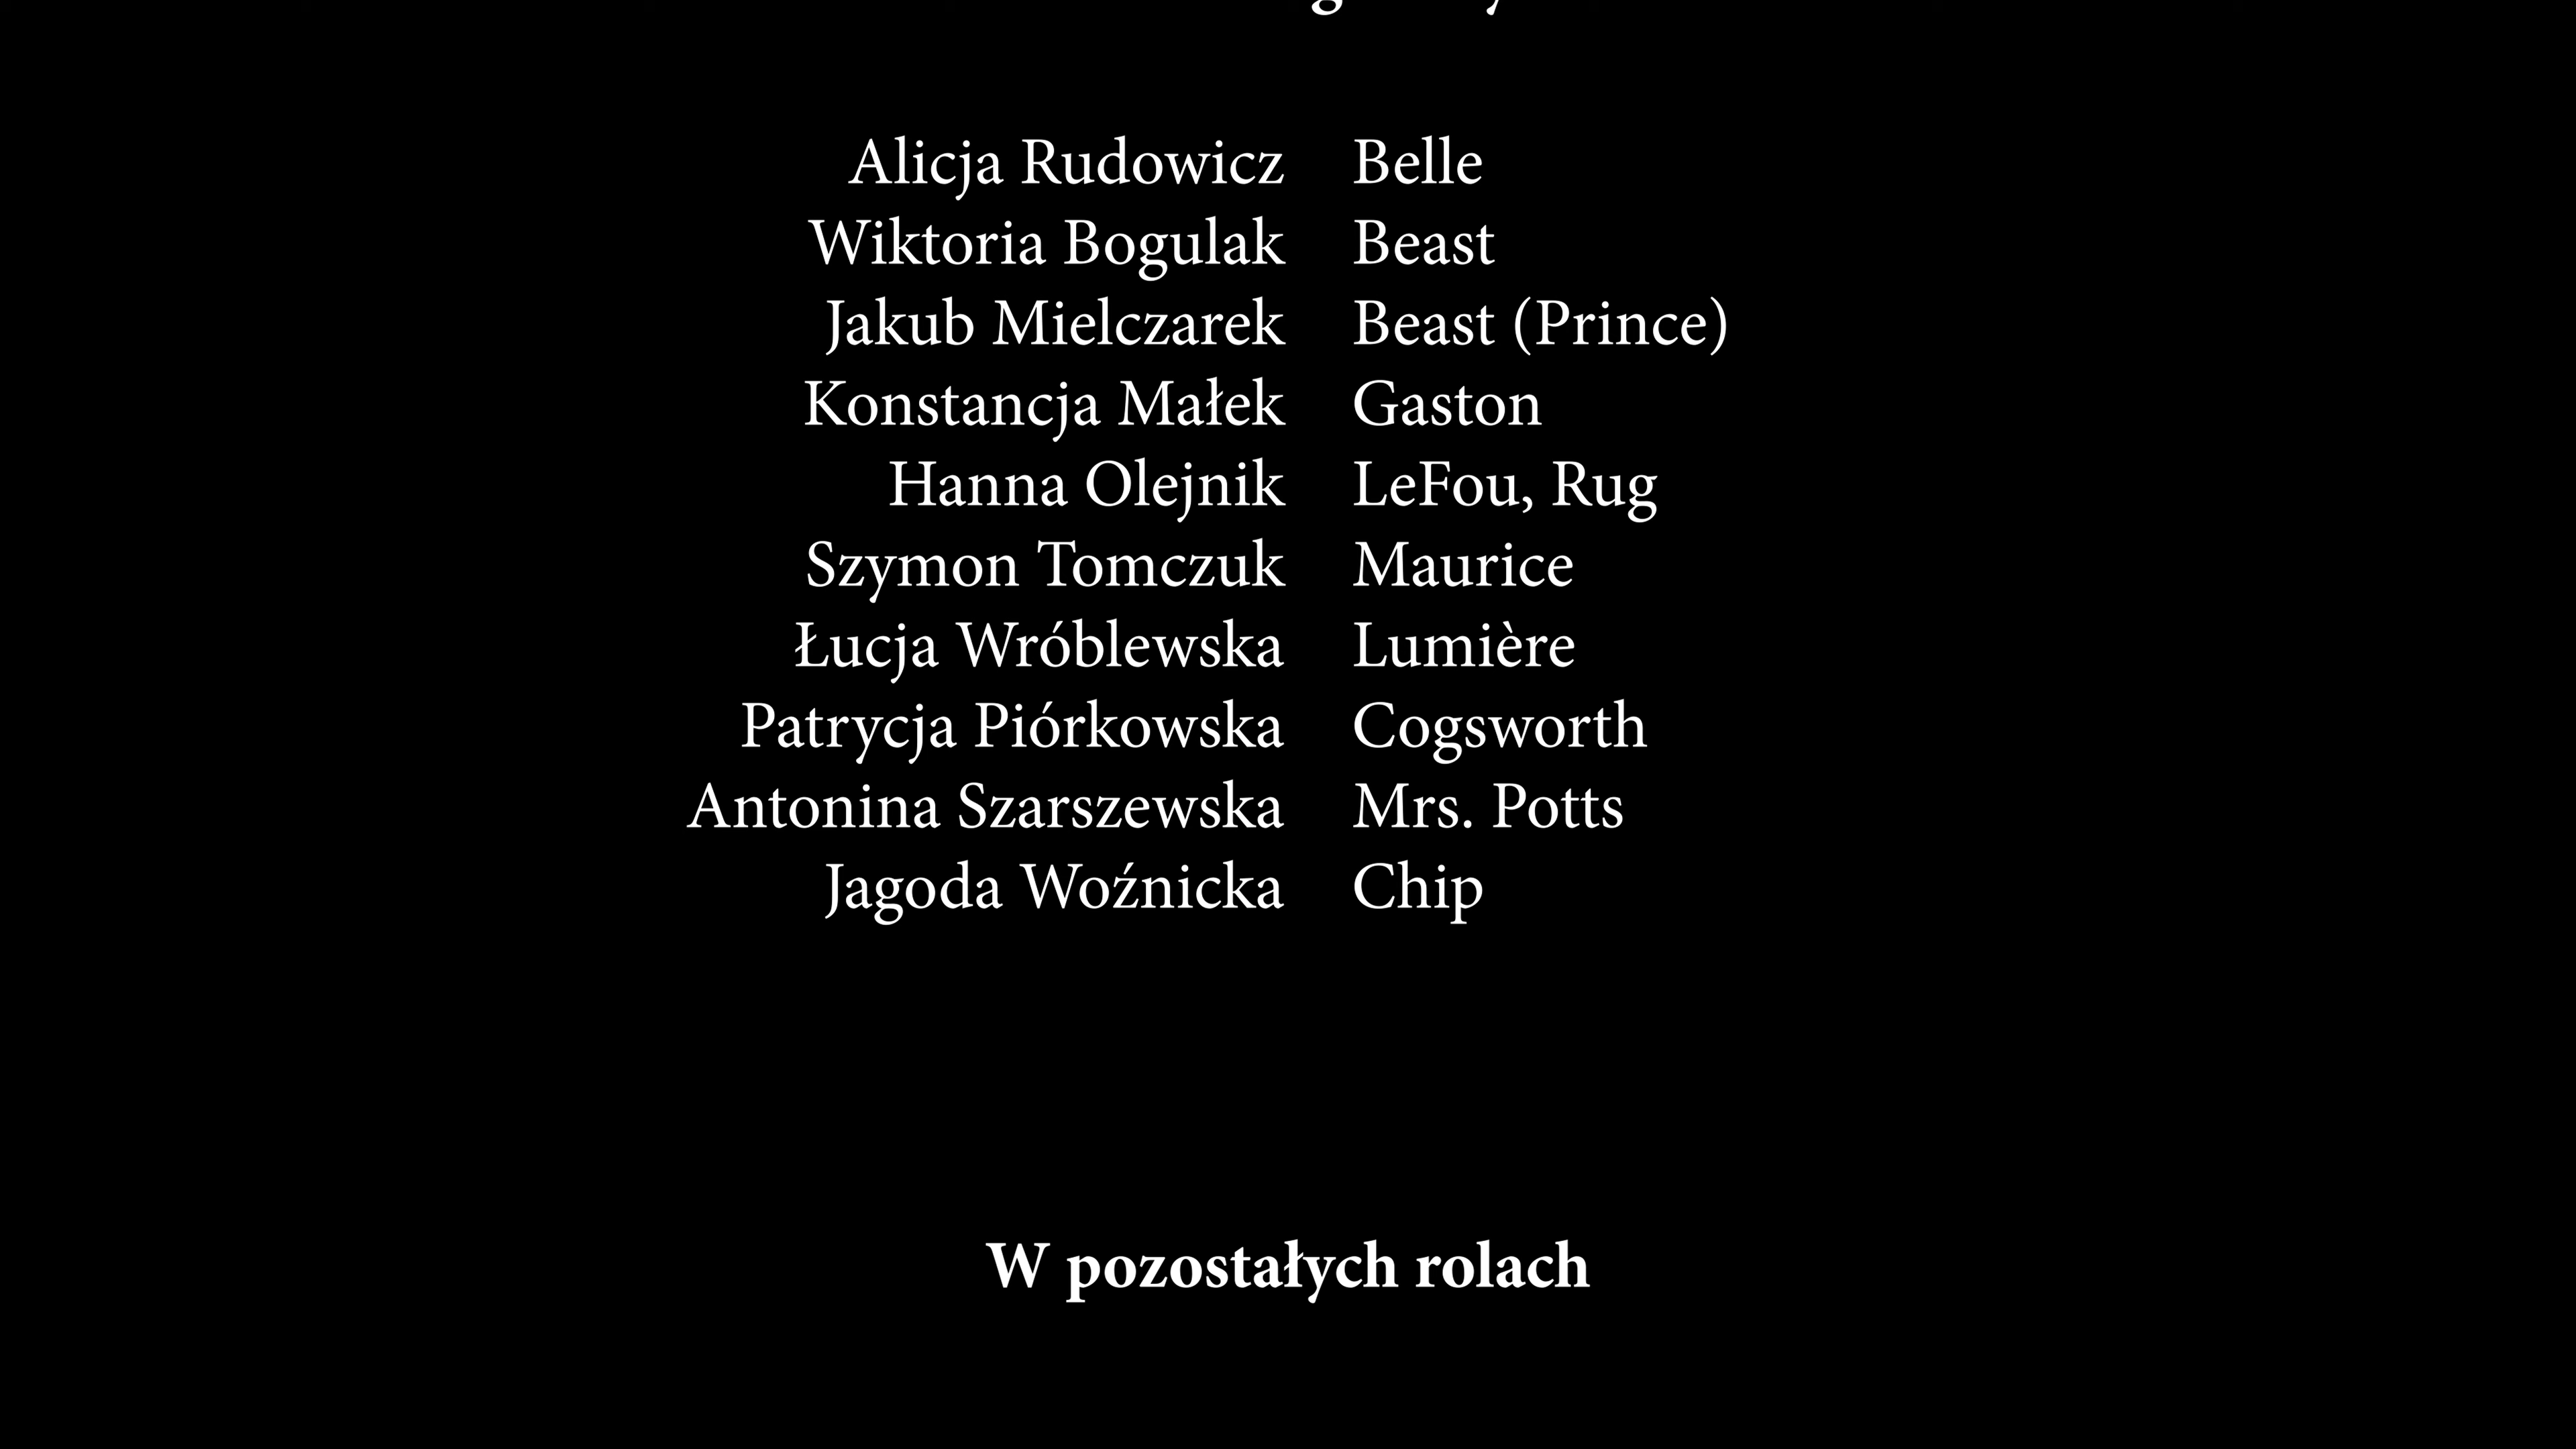 Alicja Rudowicz Belle
Wiktoria Bogulak Beast
Jakub Mielczarek Beast (Prince)
Konstancja Małek Gaston
Hanna Olejnik LeFou, Rug
Szymon Tomczuk Maurice
Łucja Wróblewska Lumière
Patrycja Piórkowska Cogsworth
Antonina Szarszewska Mrs. Potts
Jagoda Woźnicka Chip
W pozostałych rolach